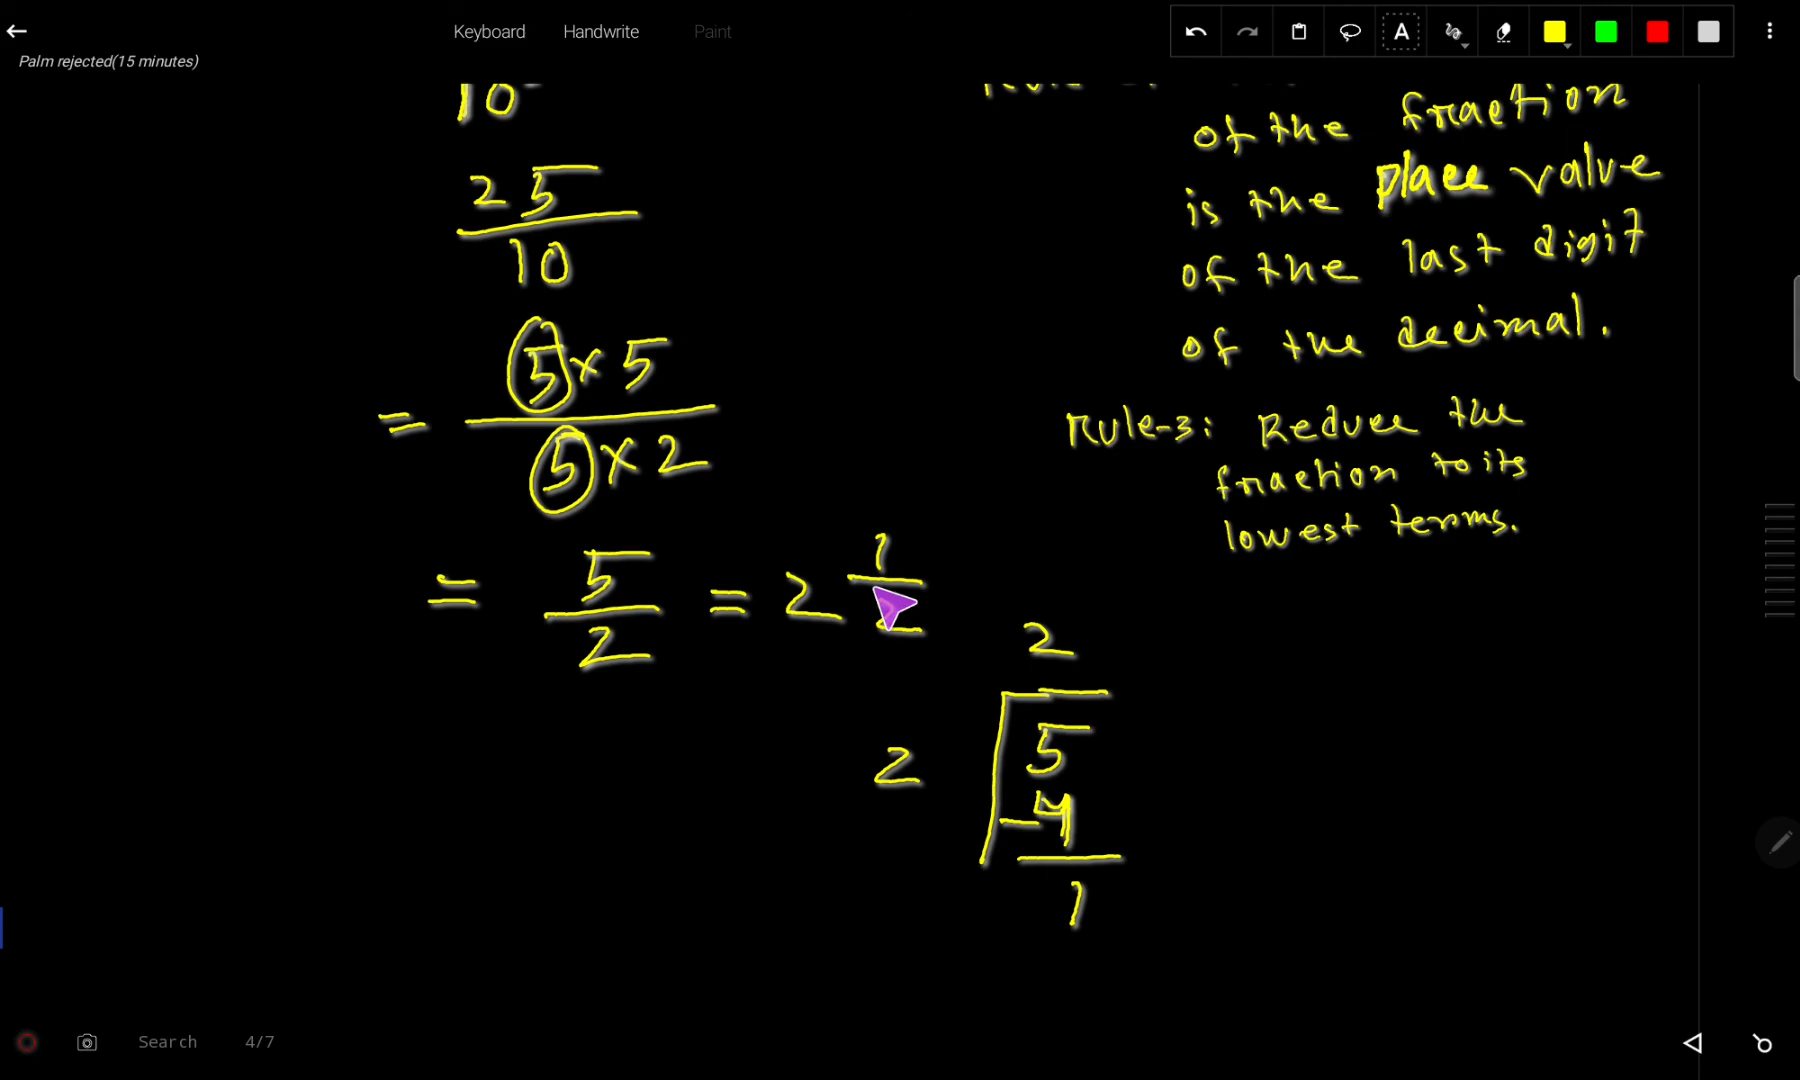 Keyboard Handwrite Paint
A
Palm rejected(15 minutes)
10
25
10
= 5 × 5
5 × 2
= 5 = 2 1
2 2
2
2 5
-4
1
of the fraction
is the place value
of the last digit
of the decimal.
Rule-3: Reduce the
fraction to its
lowest terms.
Search 4/7